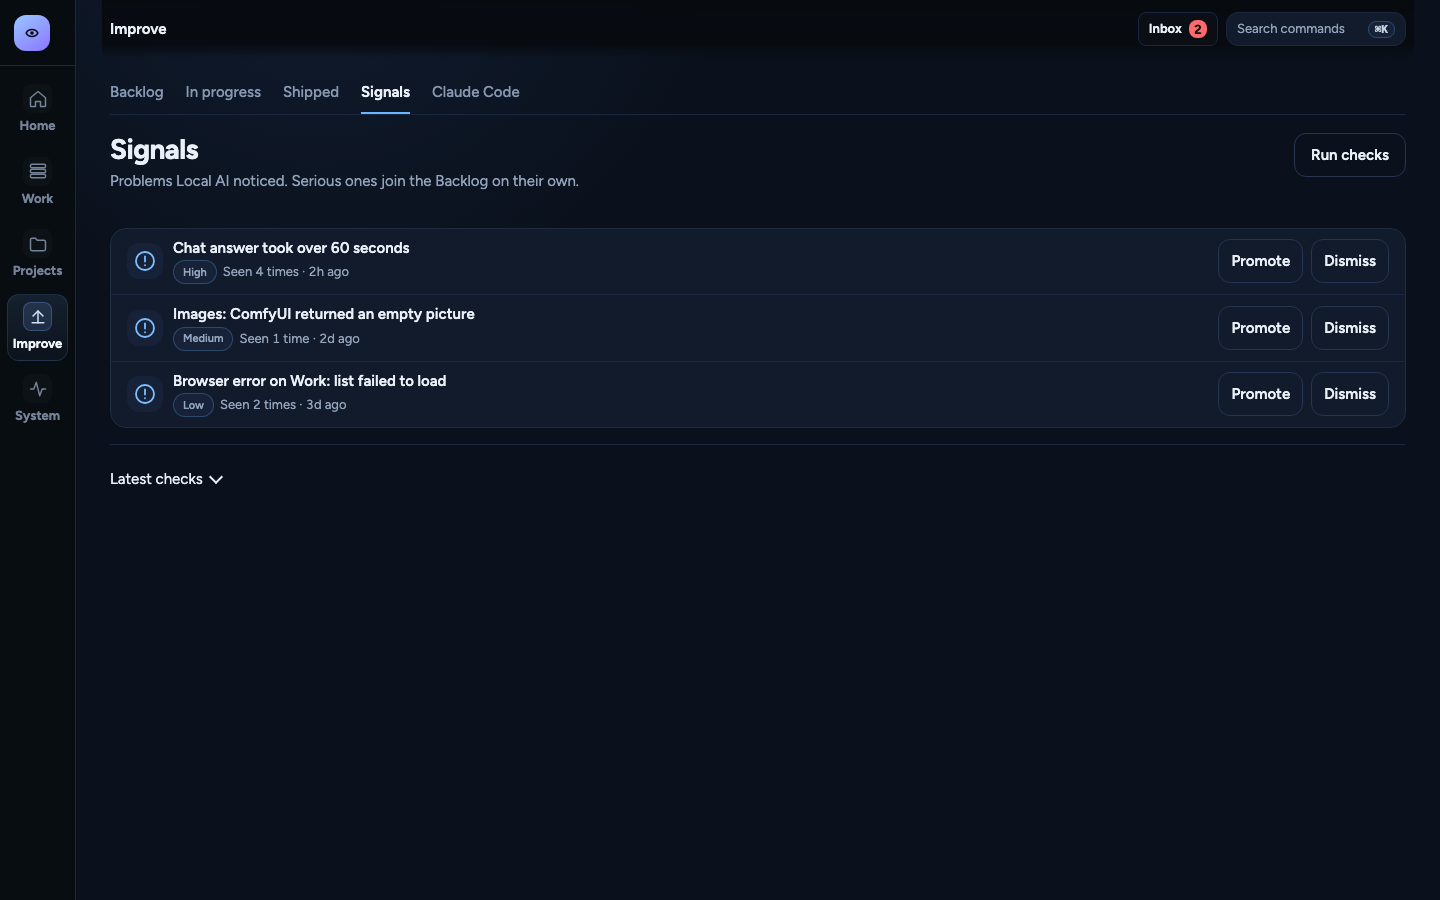 Improve
Inbox 2
Search commands ⌘K
Home
Work
Projects
Improve
System
Backlog In progress Shipped Signals Claude Code
Signals
Problems Local AI noticed. Serious ones join the Backlog on their own.
Run checks
Chat answer took over 60 seconds
High Seen 4 times · 2h ago
Promote Dismiss
Images: ComfyUI returned an empty picture
Medium Seen 1 time · 2d ago
Promote Dismiss
Browser error on Work: list failed to load
Low Seen 2 times · 3d ago
Promote Dismiss
Latest checks